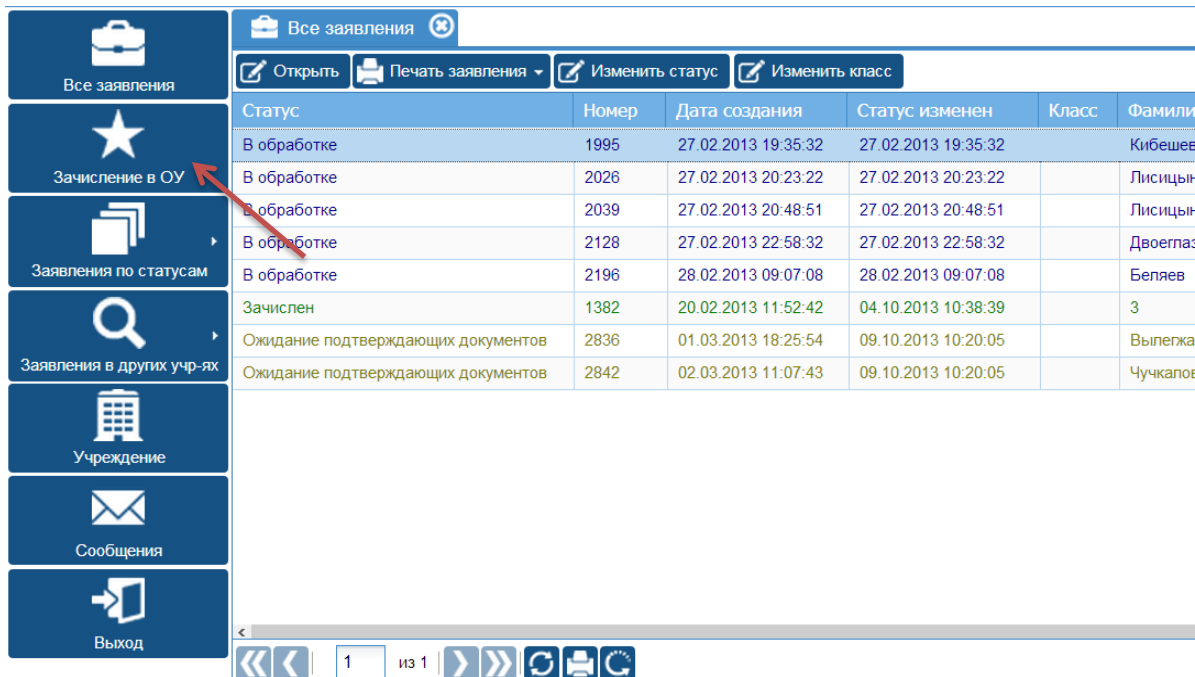 Все заявления
Зачисление в ОУ
Заявления по статусам
Заявления в других учр-ях
Учреждение
Сообщения
Выход
Все заявления
Открыть Печать заявления Изменить статус Изменить класс
Статус Номер Дата создания Статус изменен Класс Фамили
В обработке 1995 27.02.2013 19:35:32 27.02.2013 19:35:32 Кибешев
В обработке 2026 27.02.2013 20:23:22 27.02.2013 20:23:22 Лисицын
В обработке 2039 27.02.2013 20:48:51 27.02.2013 20:48:51 Лисицын
В обработке 2128 27.02.2013 22:58:32 27.02.2013 22:58:32 Двоеглаз
В обработке 2196 28.02.2013 09:07:08 28.02.2013 09:07:08 Беляев
Зачислен 1382 20.02.2013 11:52:42 04.10.2013 10:38:39 3
Ожидание подтверждающих документов 2836 01.03.2013 18:25:54 09.10.2013 10:20:05 Выпегжа
Ожидание подтверждающих документов 2842 02.03.2013 11:07:43 09.10.2013 10:20:05 Чучкалов
1 из 1